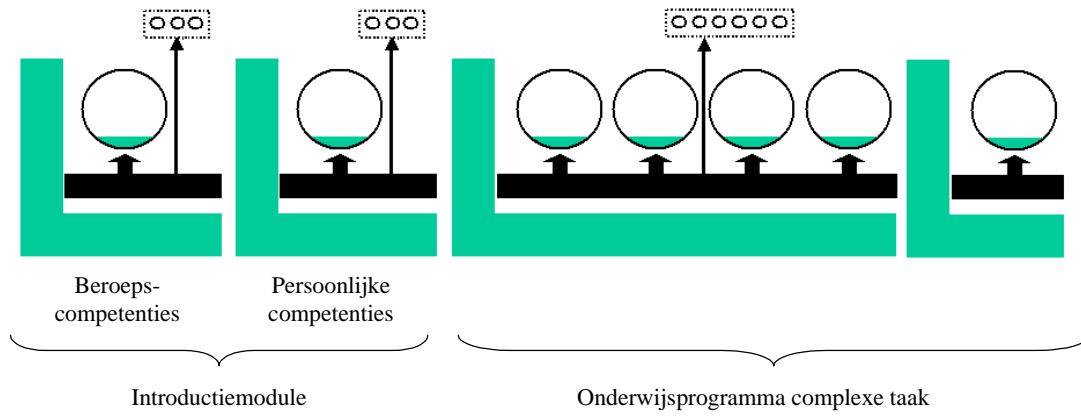 Beroeps-
competenties
Persoonlijke
competenties
Introductiemodule
Onderwijsprogramma complexe taak